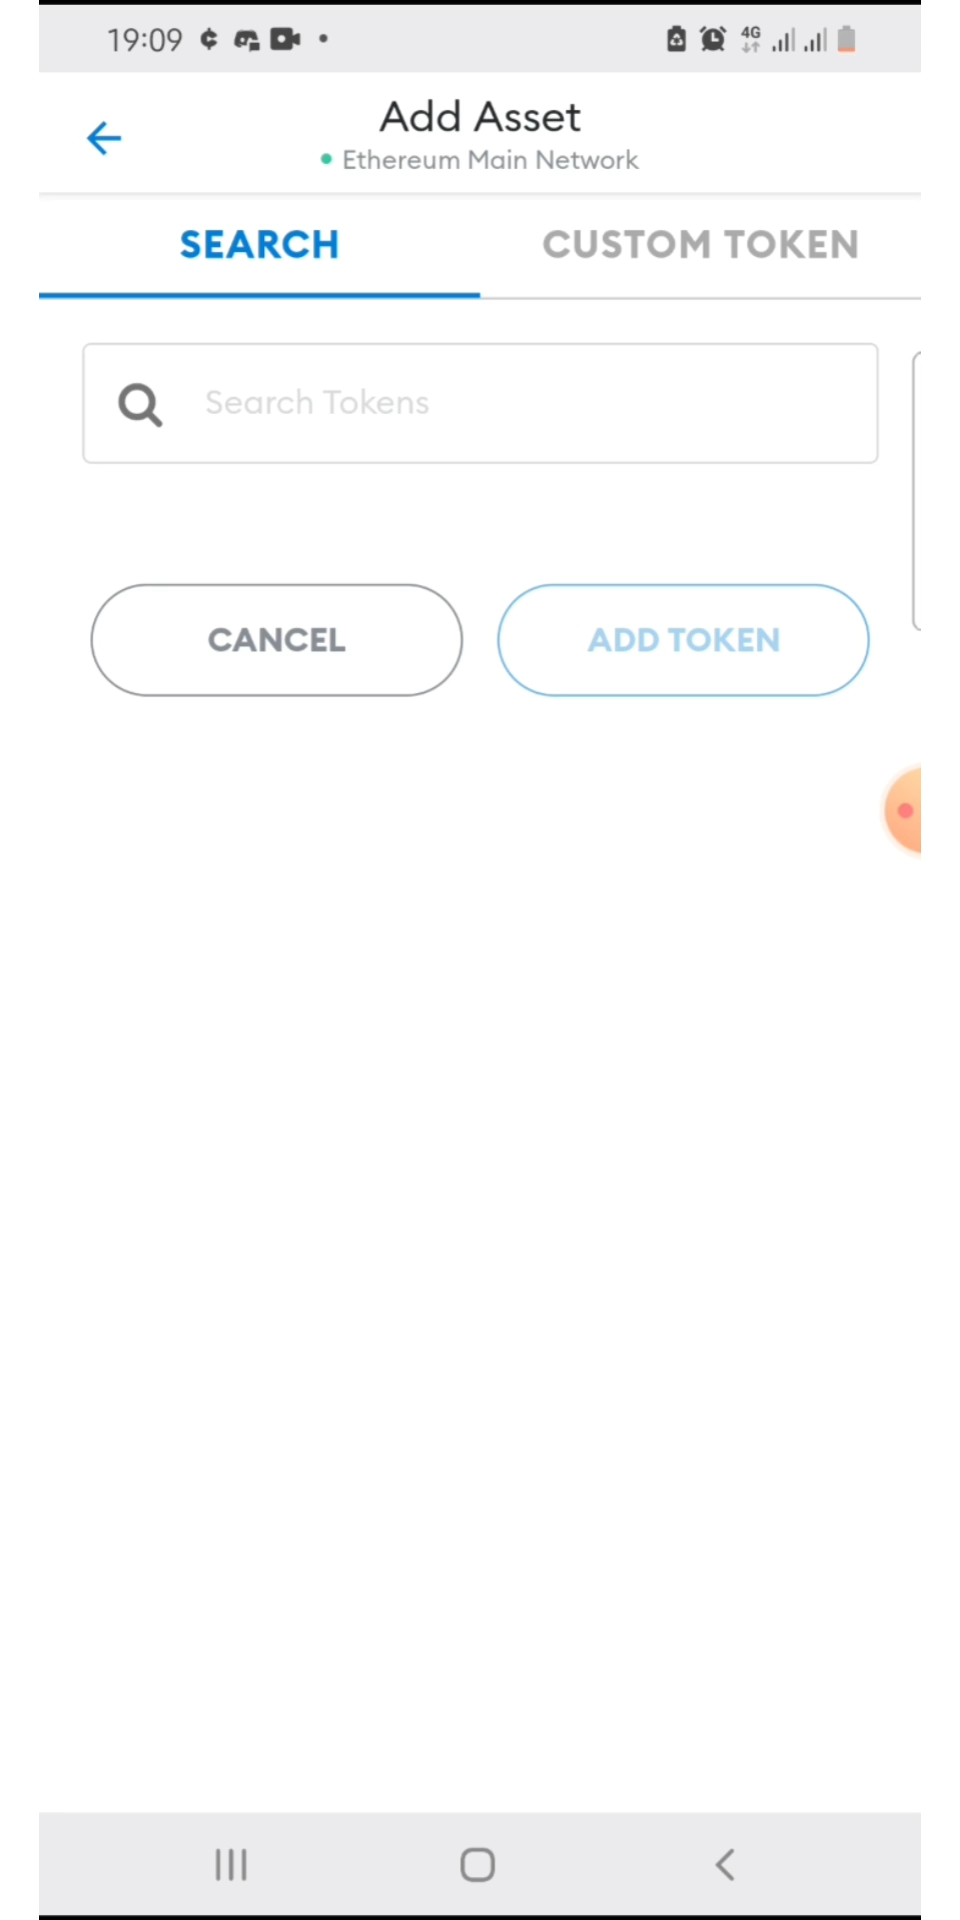 19:09
4G
Add Asset
Ethereum Main Network
SEARCH
CUSTOM TOKEN
Search Tokens
CANCEL
ADD TOKEN